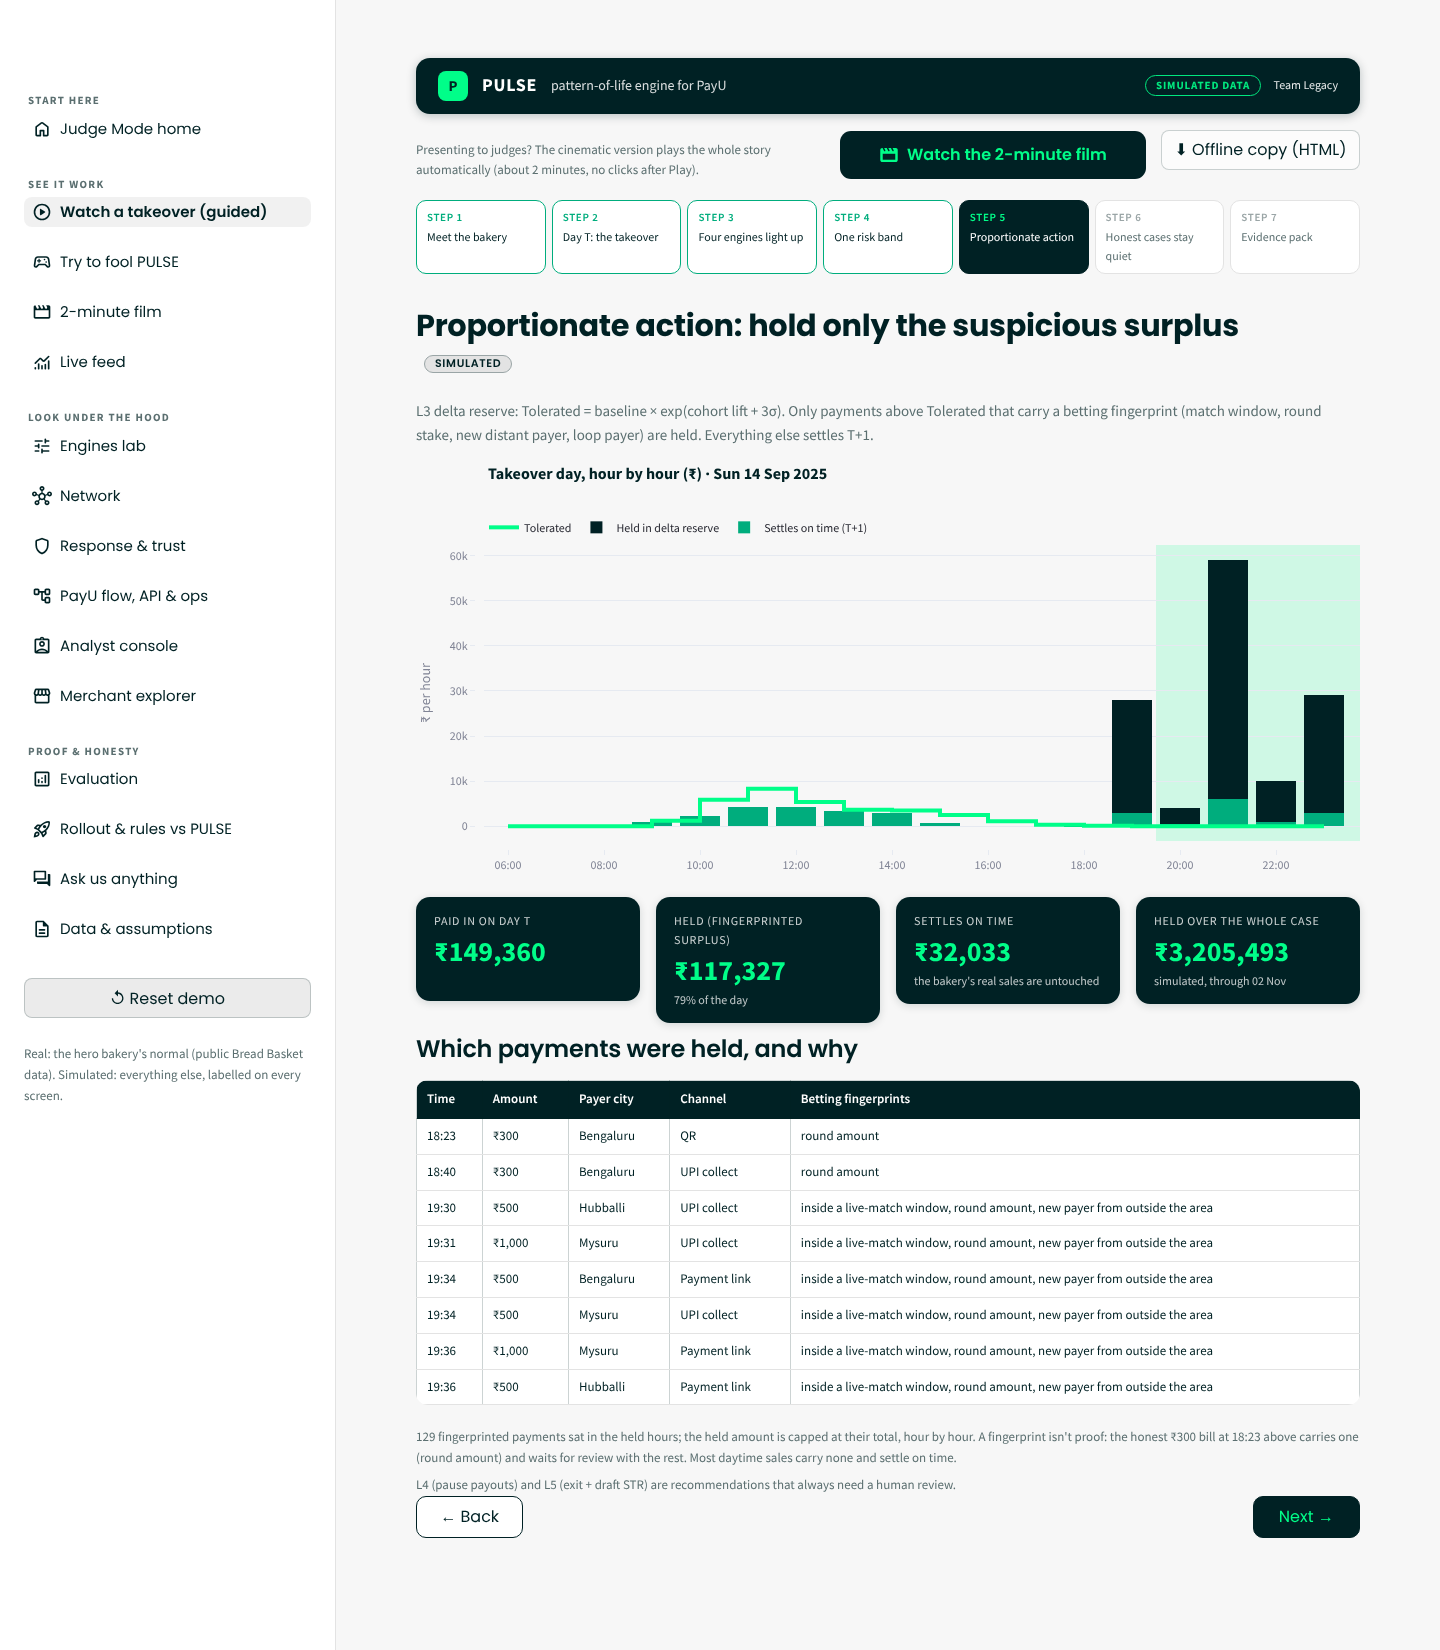 START HERE
Judge Mode home
SEE IT WORK
Watch a takeover (guided)
Try to fool PULSE
2-minute film
Live feed
LOOK UNDER THE HOOD
Engines lab
Network
Response & trust
PayU flow, API & ops
Analyst console
Merchant explorer
PROOF & HONESTY
Evaluation
Rollout & rules vs PULSE
Ask us anything
Data & assumptions
↺ Reset demo
Real: the hero bakery's normal (public Bread Basket
data). Simulated: everything else, labelled on every
screen.
P PULSE pattern-of-life engine for PayU SIMULATED DATA Team Legacy
Presenting to judges? The cinematic version plays the whole story
automatically (about 2 minutes, no clicks after Play).
Watch the 2-minute film
⬇ Offline copy (HTML)
STEP 1
Meet the bakery
STEP 2
Day T: the takeover
STEP 3
Four engines light up
STEP 4
One risk band
STEP 5
Proportionate action
STEP 6
Honest cases stay
quiet
STEP 7
Evidence pack
Proportionate action: hold only the suspicious surplus
SIMULATED
L3 delta reserve: Tolerated = baseline × exp(cohort lift + 3σ). Only payments above Tolerated that carry a betting fingerprint (match window, round
stake, new distant payer, loop payer) are held. Everything else settles T+1.
Takeover day, hour by hour (₹) · Sun 14 Sep 2025
Tolerated Held in delta reserve Settles on time (T+1)
₹ per hour
60k
50k
40k
30k
20k
10k
0
06:00 08:00 10:00 12:00 14:00 16:00 18:00 20:00 22:00
PAID IN ON DAY T
₹149,360
HELD (FINGERPRINTED
SURPLUS)
₹117,327
79% of the day
SETTLES ON TIME
₹32,033
the bakery's real sales are untouched
HELD OVER THE WHOLE CASE
₹3,205,493
simulated, through 02 Nov
Which payments were held, and why
Time Amount Payer city Channel Betting fingerprints
18:23 ₹300 Bengaluru QR round amount
18:40 ₹300 Bengaluru UPI collect round amount
19:30 ₹500 Hubballi UPI collect inside a live-match window, round amount, new payer from outside the area
19:31 ₹1,000 Mysuru UPI collect inside a live-match window, round amount, new payer from outside the area
19:34 ₹500 Bengaluru Payment link inside a live-match window, round amount, new payer from outside the area
19:34 ₹500 Mysuru UPI collect inside a live-match window, round amount, new payer from outside the area
19:36 ₹1,000 Mysuru Payment link inside a live-match window, round amount, new payer from outside the area
19:36 ₹500 Hubballi Payment link inside a live-match window, round amount, new payer from outside the area
129 fingerprinted payments sat in the held hours; the held amount is capped at their total, hour by hour. A fingerprint isn't proof: the honest ₹300 bill at 18:23 above carries one
(round amount) and waits for review with the rest. Most daytime sales carry none and settle on time.
L4 (pause payouts) and L5 (exit + draft STR) are recommendations that always need a human review.
← Back
Next →